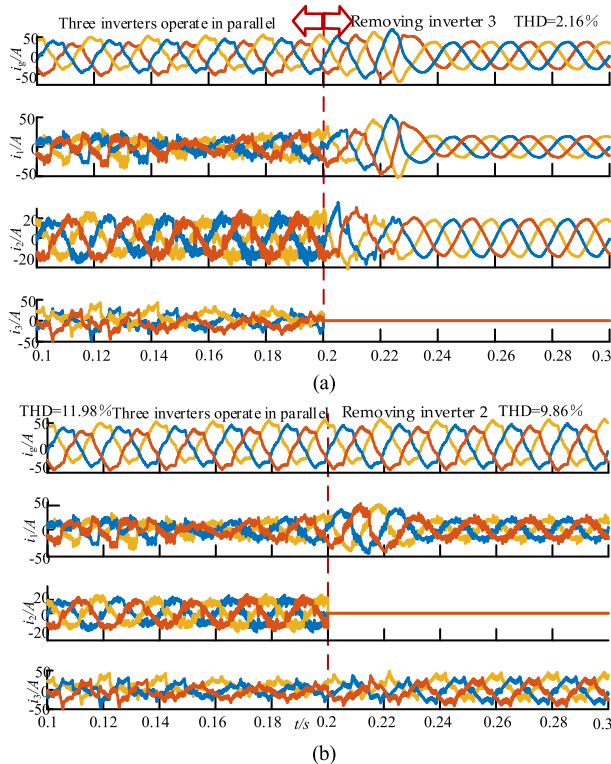 Three inverters operate in parallel Removing inverter 3 THD=2.16%
50
0
-50
ig/A
50
0
-50
i1/A
20
0
-20
i2/A
50
0
-50
i3/A
0.1 0.12 0.14 0.16 0.18 0.2 0.22 0.24 0.26 0.28 0.3
(a)
THD=11.98% Three inverters operate in parallel Removing inverter 2 THD=9.86%
50
0
-50
ig/A
50
0
-50
i1/A
20
0
-20
i2/A
50
0
-50
i3/A
0.1 0.12 0.14 0.16 0.18 t/s 0.2 0.22 0.24 0.26 0.28 0.3
(b)